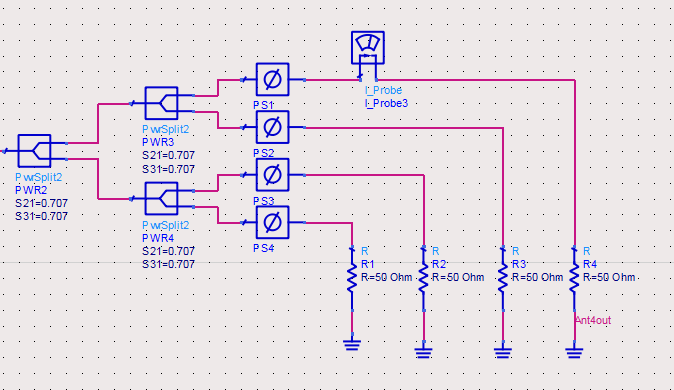 I_Probe
I_Probe3
PS1
PwrSplit2
PWR3
S21=0.707
S31=0.707
PS2
PwrSplit2
PWR2
S21=0.707
S31=0.707
PS3
PwrSplit2
PWR4
S21=0.707
S31=0.707
PS4
R
R1
R=50 Ohm
R
R2
R=50 Ohm
R
R3
R=50 Ohm
R
R4
R=50 Ohm
Ant4out